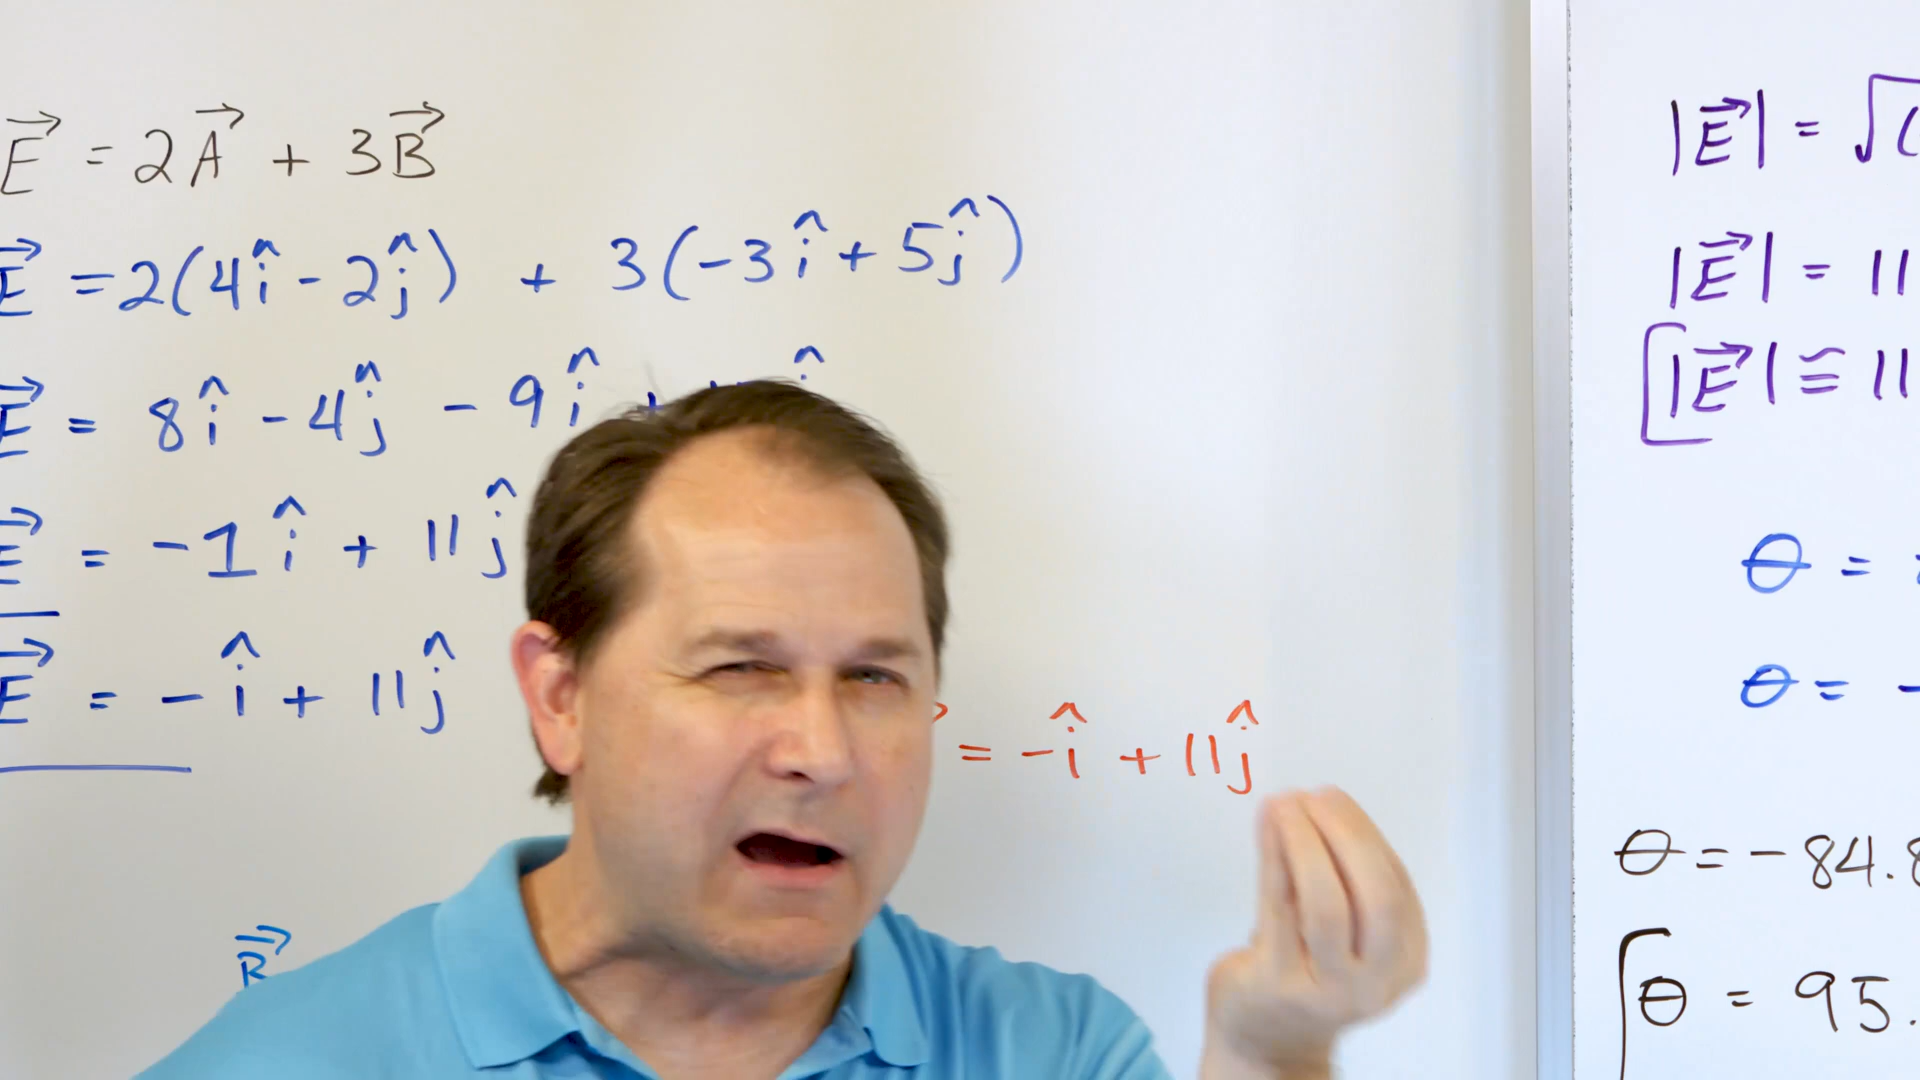 E⃗ = 2A⃗ + 3B⃗
E⃗ = 2(4î - 2ĵ) + 3(-3î + 5ĵ)
E⃗ = 8î - 4ĵ - 9î +
E⃗ = -1î + 11ĵ
E⃗ = -î + 11ĵ
= -î + 11ĵ
R⃗
|E⃗| = √(
|E⃗| = 11
|E⃗| ≅ 11
θ =
θ = -
θ = -84.8
θ = 95.